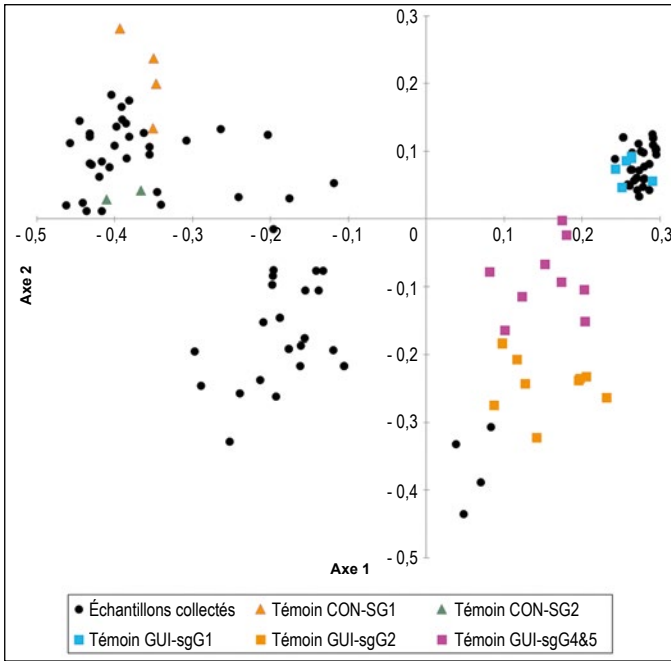 0,3
0,2
0,1
- 0,5 - 0,4 - 0,3 - 0,2 - 0,1 0 0,1 0,2 0,3
- 0,1
- 0,2
- 0,3
- 0,4
- 0,5
Axe 2
Axe 1
Échantillons collectés Témoin CON-SG1 Témoin CON-SG2
Témoin GUI-sgG1 Témoin GUI-sgG2 Témoin GUI-sgG4&5